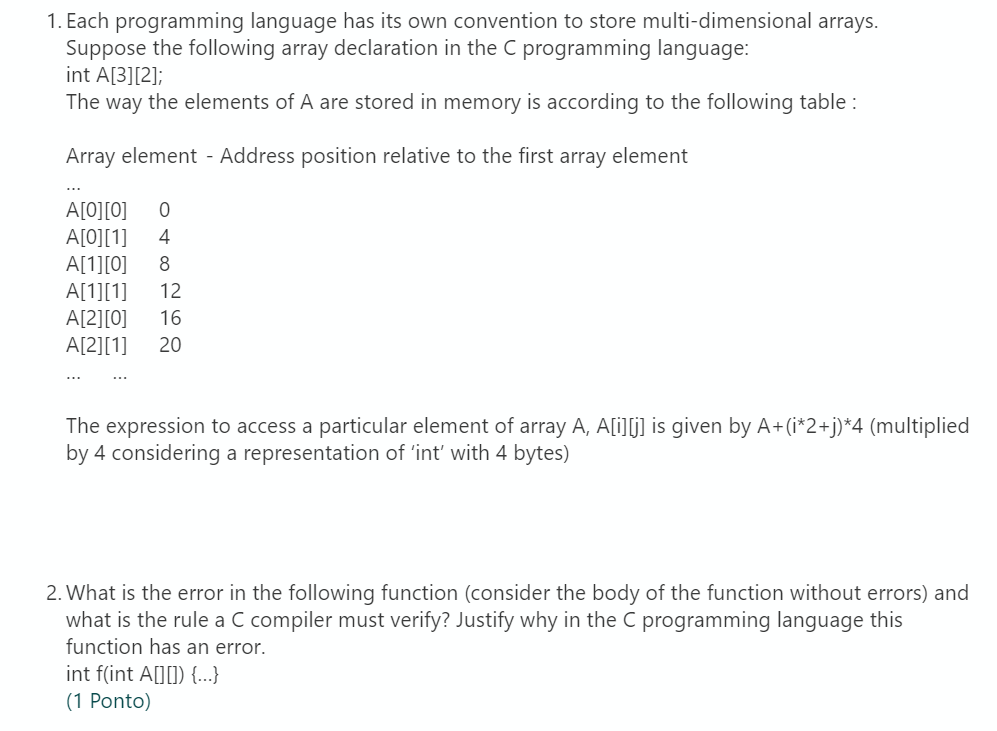 1. Each programming language has its own convention to store multi-dimensional arrays.
Suppose the following array declaration in the C programming language:
int A[3][2];
The way the elements of A are stored in memory is according to the following table :
Array element - Address position relative to the first array element
...
A[0][0] 0
A[0][1] 4
A[1][0] 8
A[1][1] 12
A[2][0] 16
A[2][1] 20
... ...
The expression to access a particular element of array A, A[i][j] is given by A+(i*2+j)*4 (multiplied
by 4 considering a representation of ‘int’ with 4 bytes)
2. What is the error in the following function (consider the body of the function without errors) and
what is the rule a C compiler must verify? Justify why in the C programming language this
function has an error.
int f(int A[][]) {...}
(1 Ponto)